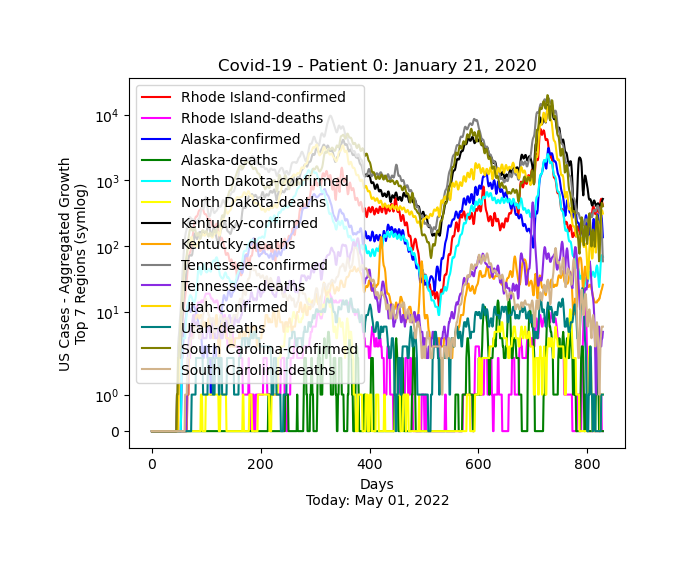 Covid-19 - Patient 0: January 21, 2020
US Cases - Aggregated Growth
Top 7 Regions (symlog)
10^4
10^3
10^2
10^1
10^0
0
Rhode Island-confirmed
Rhode Island-deaths
Alaska-confirmed
Alaska-deaths
North Dakota-confirmed
North Dakota-deaths
Kentucky-confirmed
Kentucky-deaths
Tennessee-confirmed
Tennessee-deaths
Utah-confirmed
Utah-deaths
South Carolina-confirmed
South Carolina-deaths
0 200 400 600 800
Days
Today: May 01, 2022